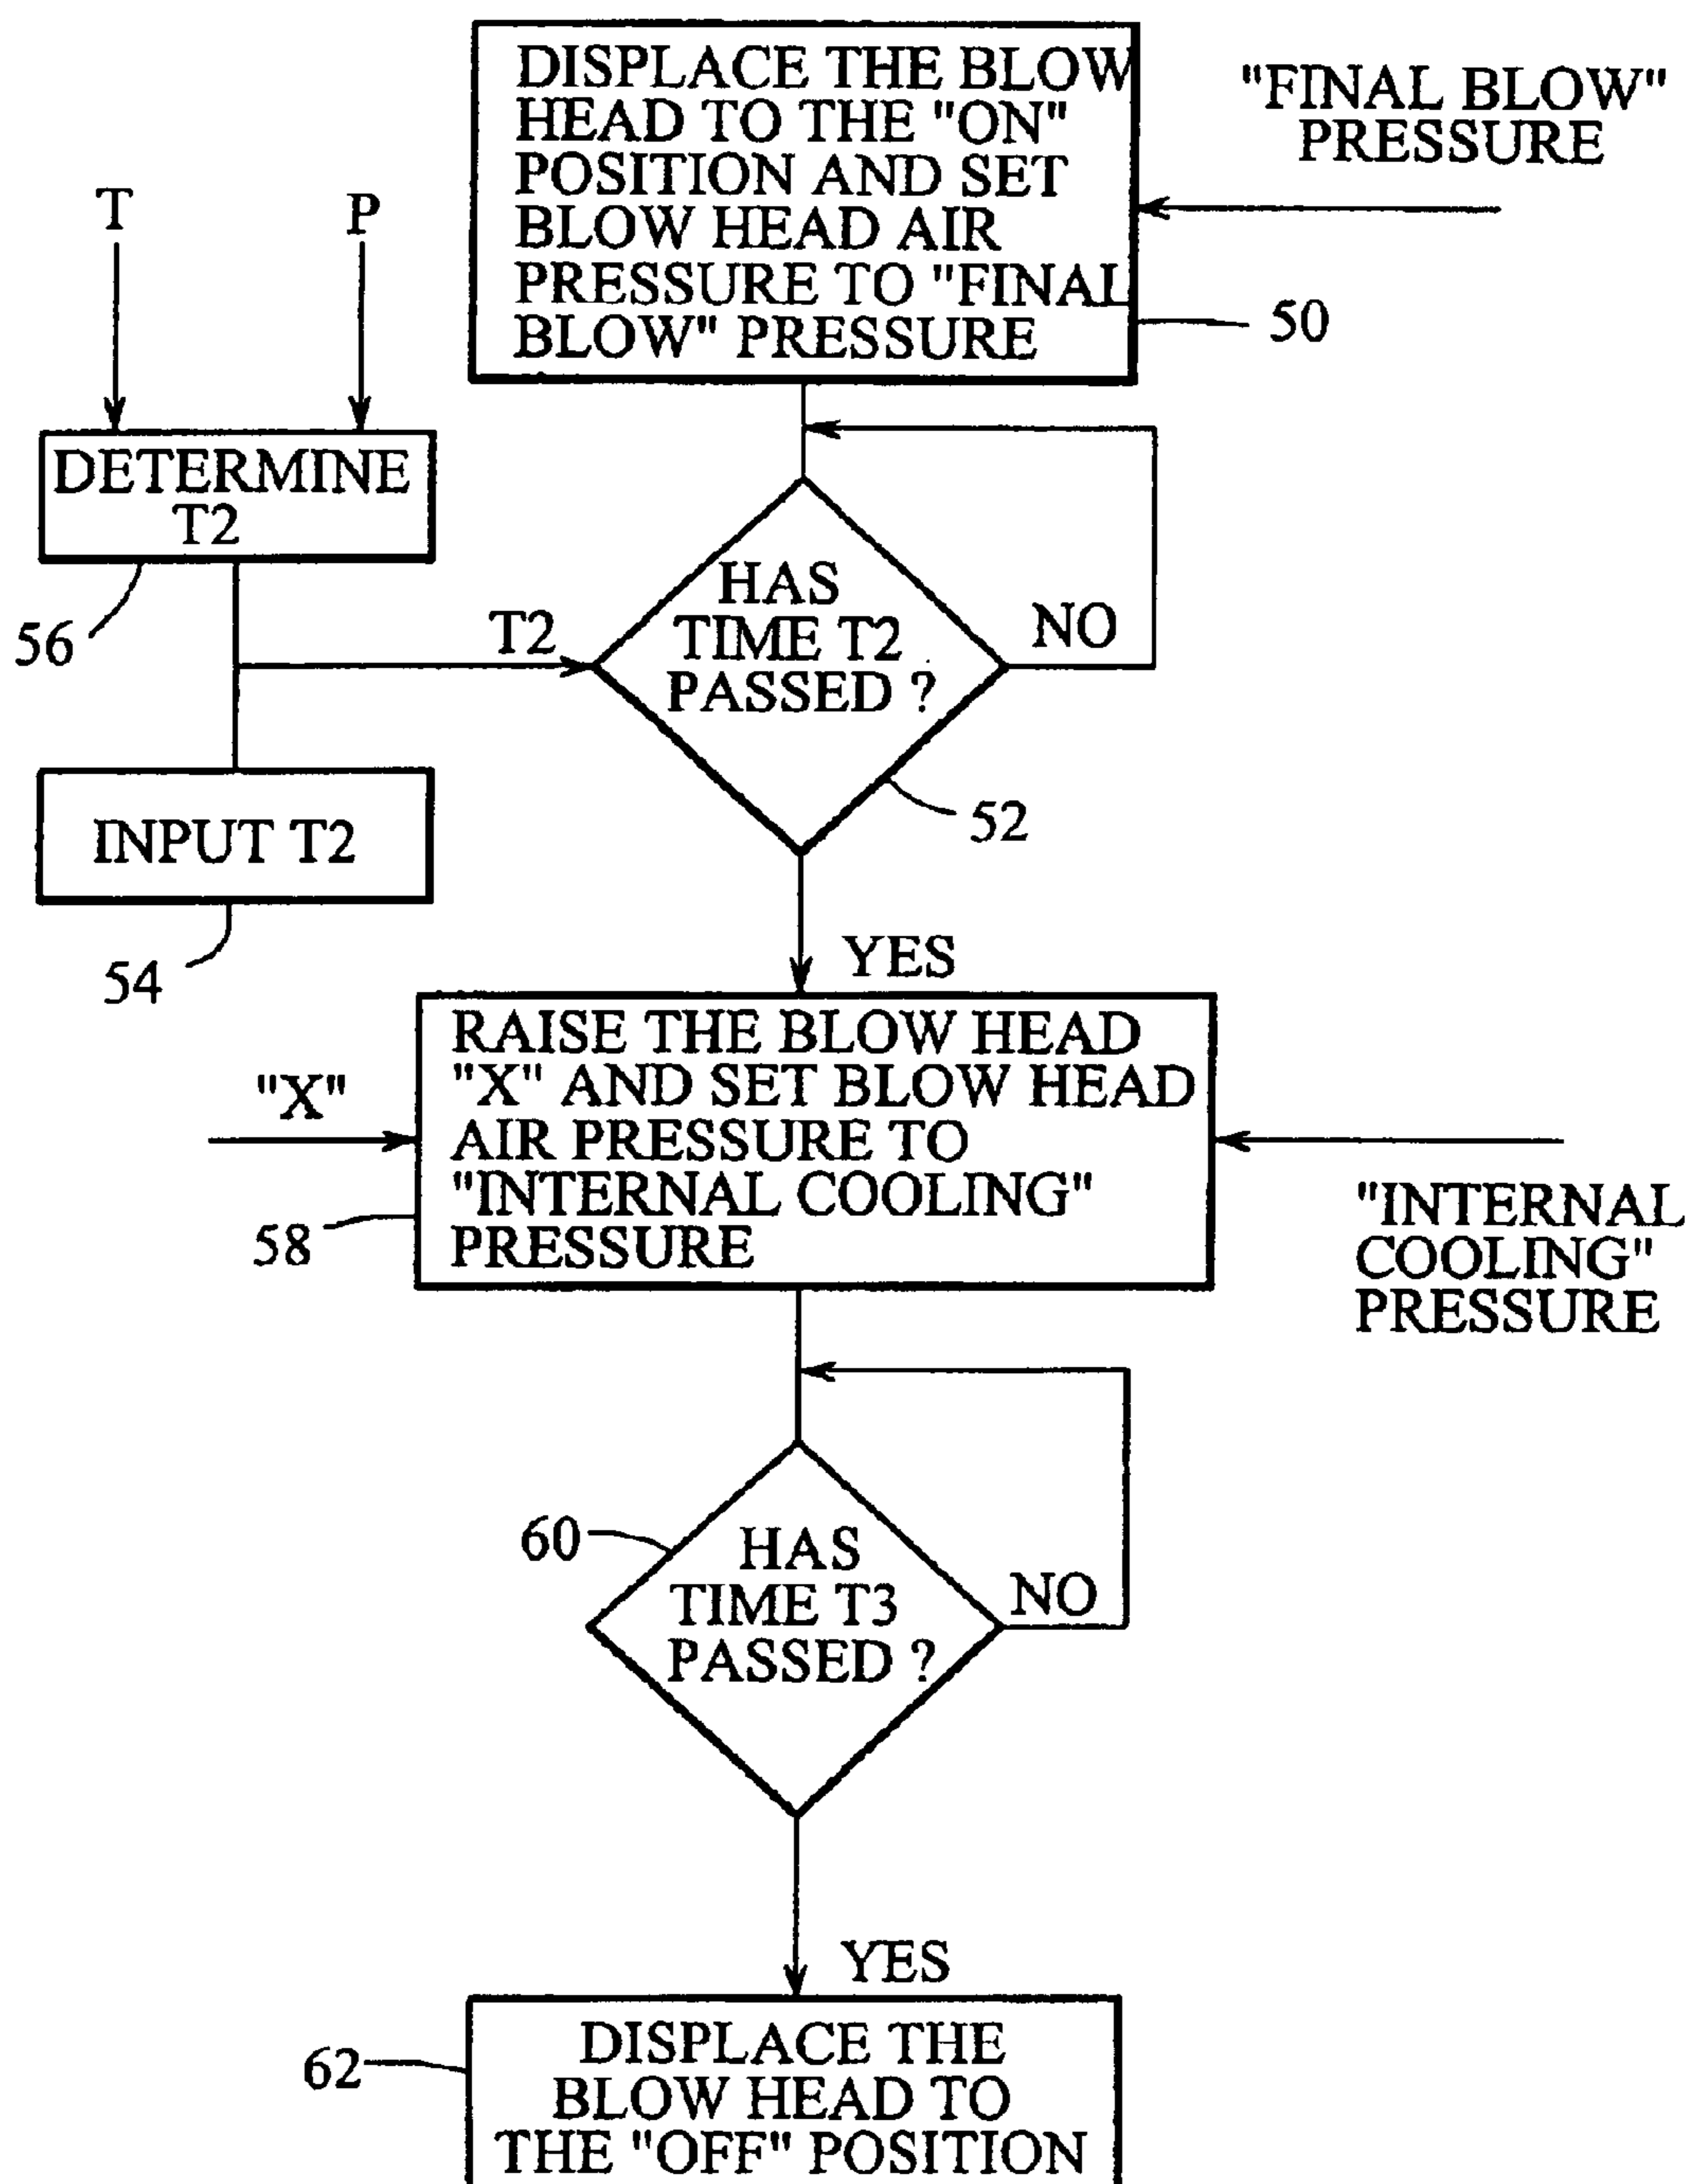 DISPLACE THE BLOW
HEAD TO THE "ON"
POSITION AND SET
BLOW HEAD AIR
PRESSURE TO "FINAL
BLOW" PRESSURE
"FINAL BLOW"
PRESSURE
50
T
P
DETERMINE
T2
56
T2
HAS
TIME T2
PASSED ?
NO
52
INPUT T2
54
YES
RAISE THE BLOW HEAD
"X" AND SET BLOW HEAD
AIR PRESSURE TO
"INTERNAL COOLING"
PRESSURE
"X"
58
"INTERNAL
COOLING"
PRESSURE
60
HAS
TIME T3
PASSED ?
NO
YES
62
DISPLACE THE
BLOW HEAD TO
THE "OFF" POSITION